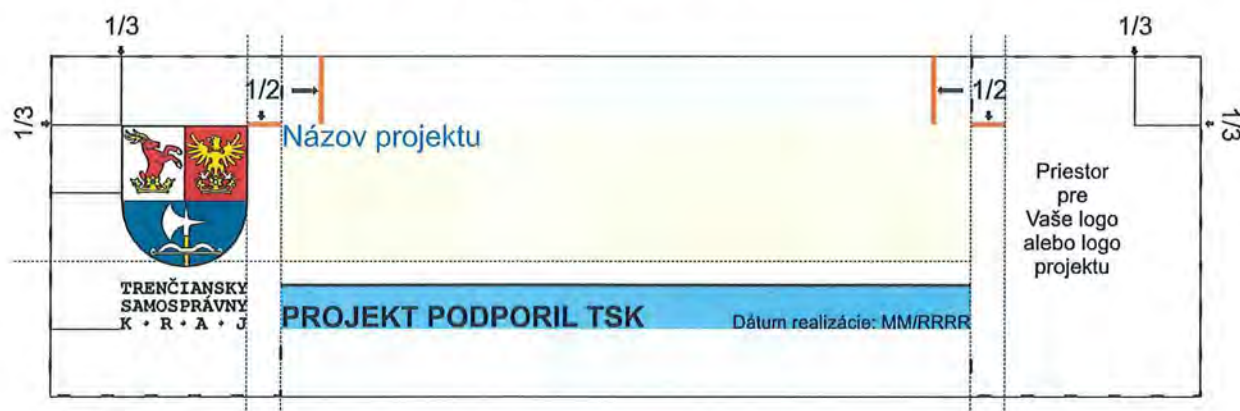 1/3
1/3
1/2
1/2
1/3
1/3
Názov projektu
Priestor
pre
Vaše logo
alebo logo
projektu
TRENČIANSKY
SAMOSPRÁVNY
K · R · A · J
PROJEKT PODPORIL TSK
Dátum realizácie: MM/RRRR